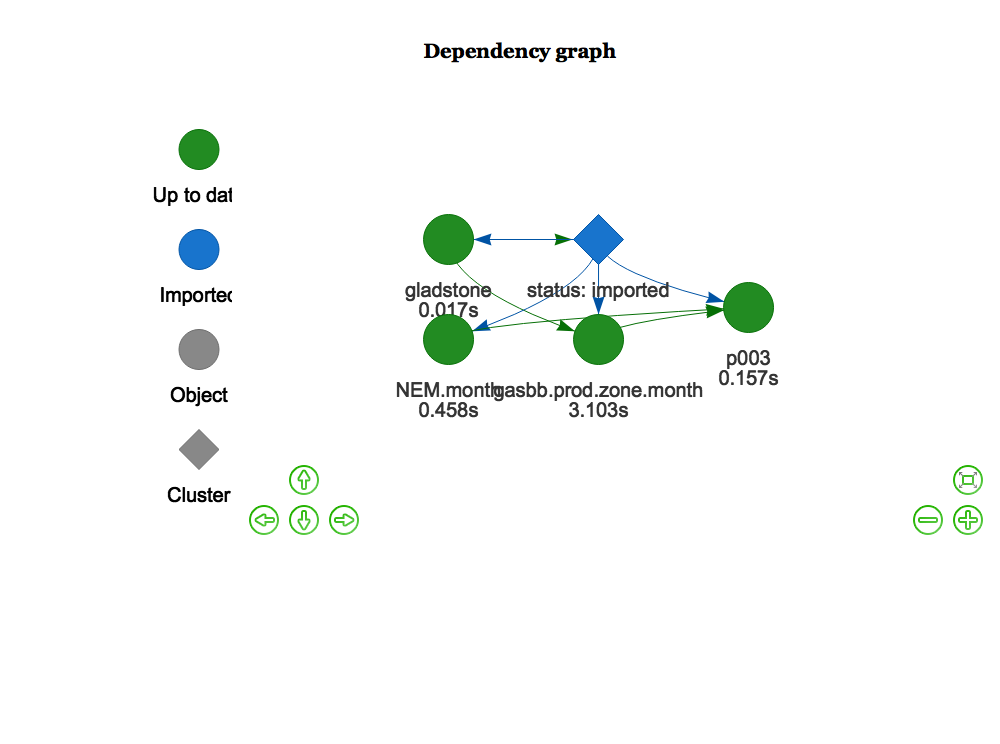 Dependency graph
Up to dat
Imported
Object
Cluster
gladstone
0.017s
status: imported
NEM.month
0.458s
gasbb.prod.zone.month
3.103s
p003
0.157s